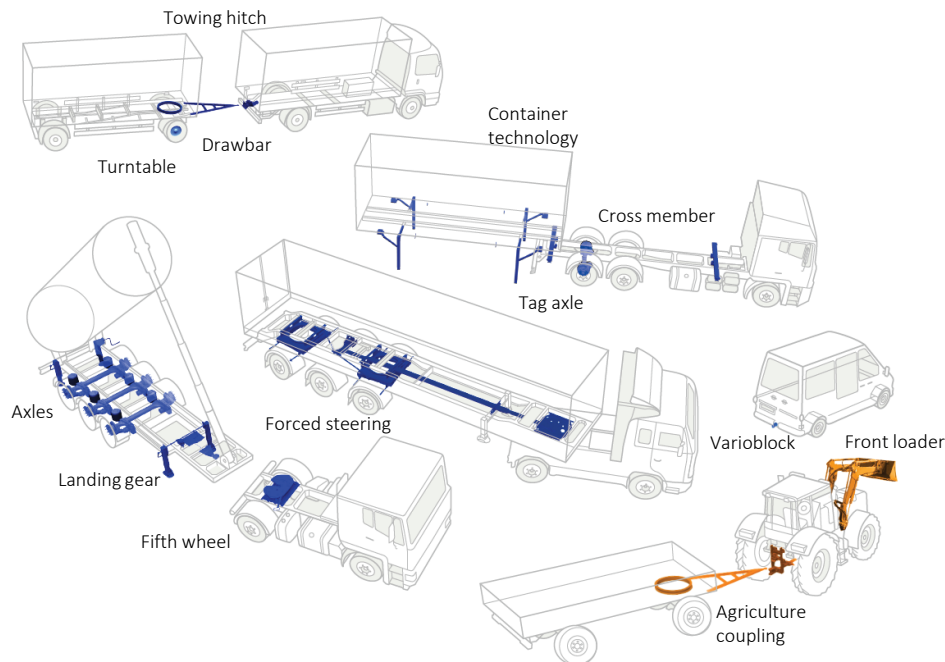 Towing hitch
Drawbar
Turntable
Container
technology
Cross member
Tag axle
Axles
Landing gear
Forced steering
Fifth wheel
Varioblock
Front loader
Agriculture
coupling